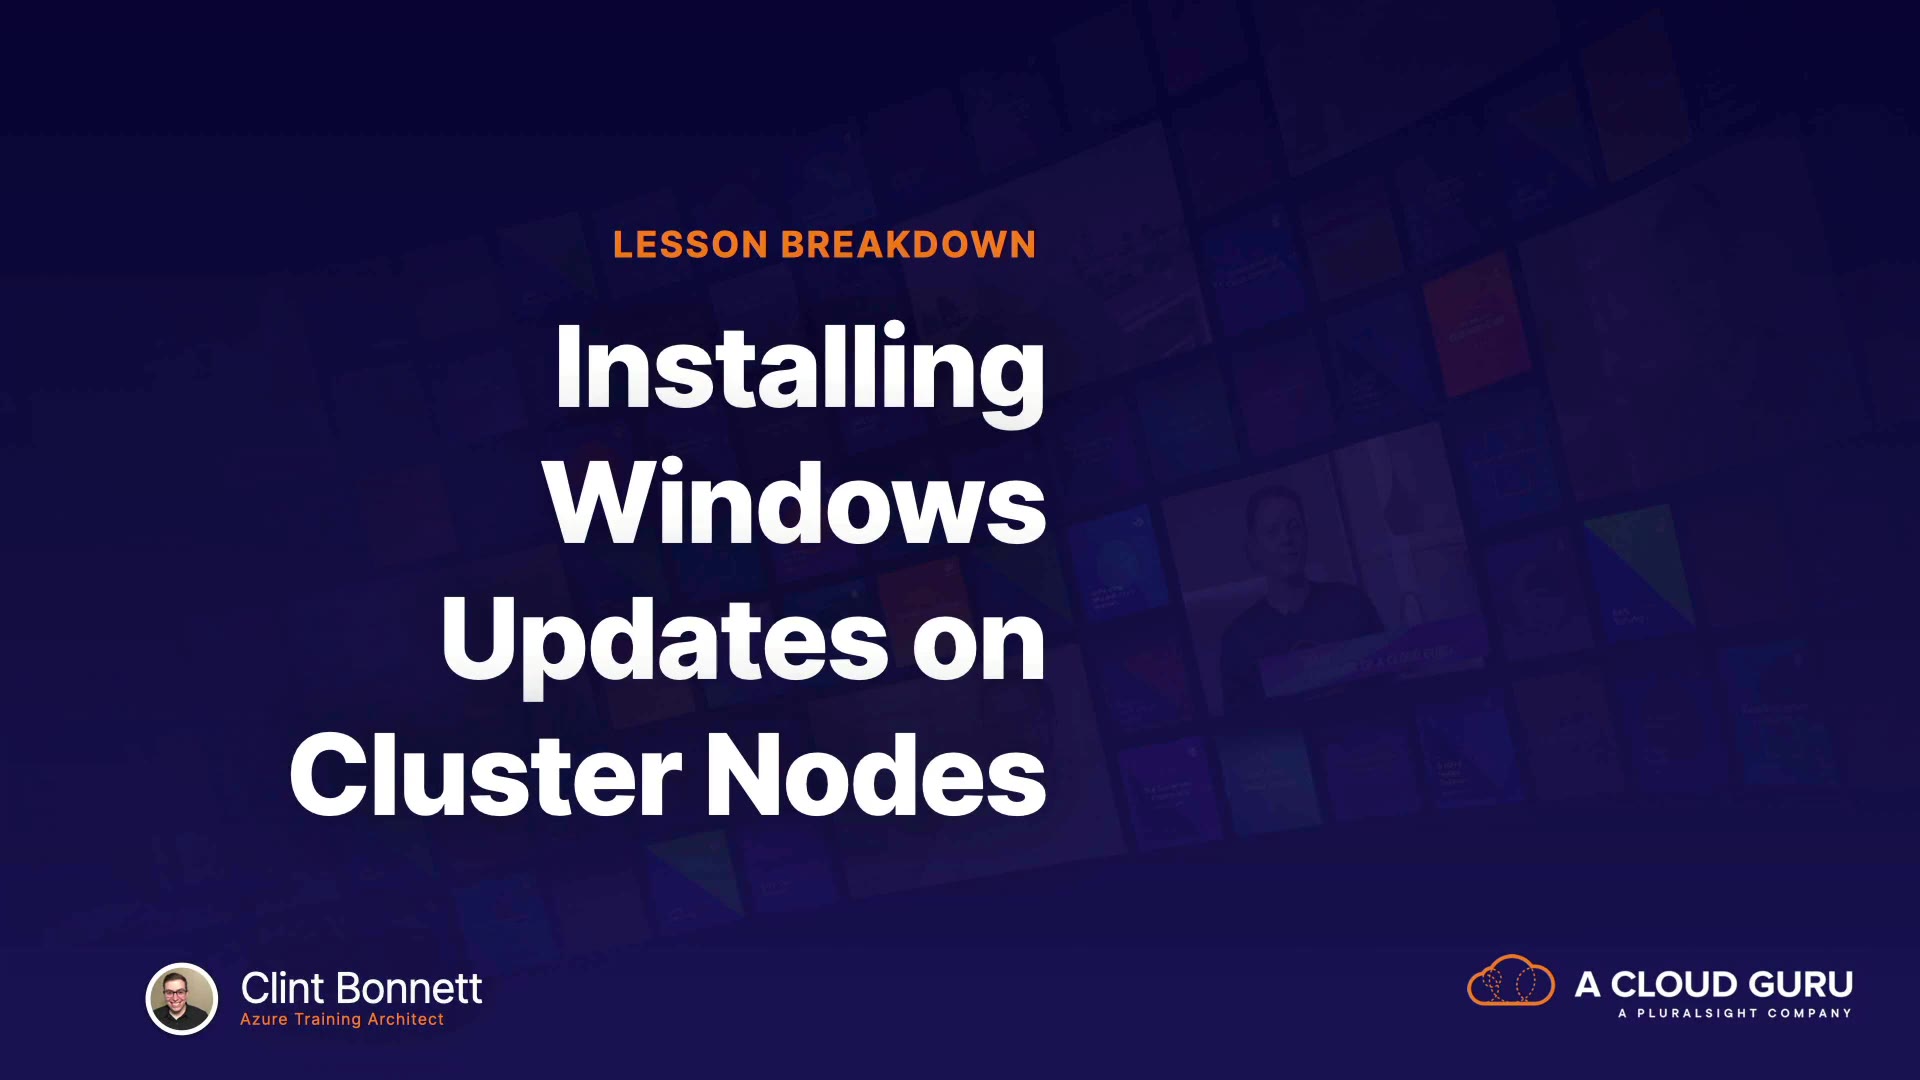 LESSON BREAKDOWN
Installing
Windows
Updates on
Cluster Nodes
Clint Bonnett
Azure Training Architect
A CLOUD GURU
A PLURALSIGHT COMPANY